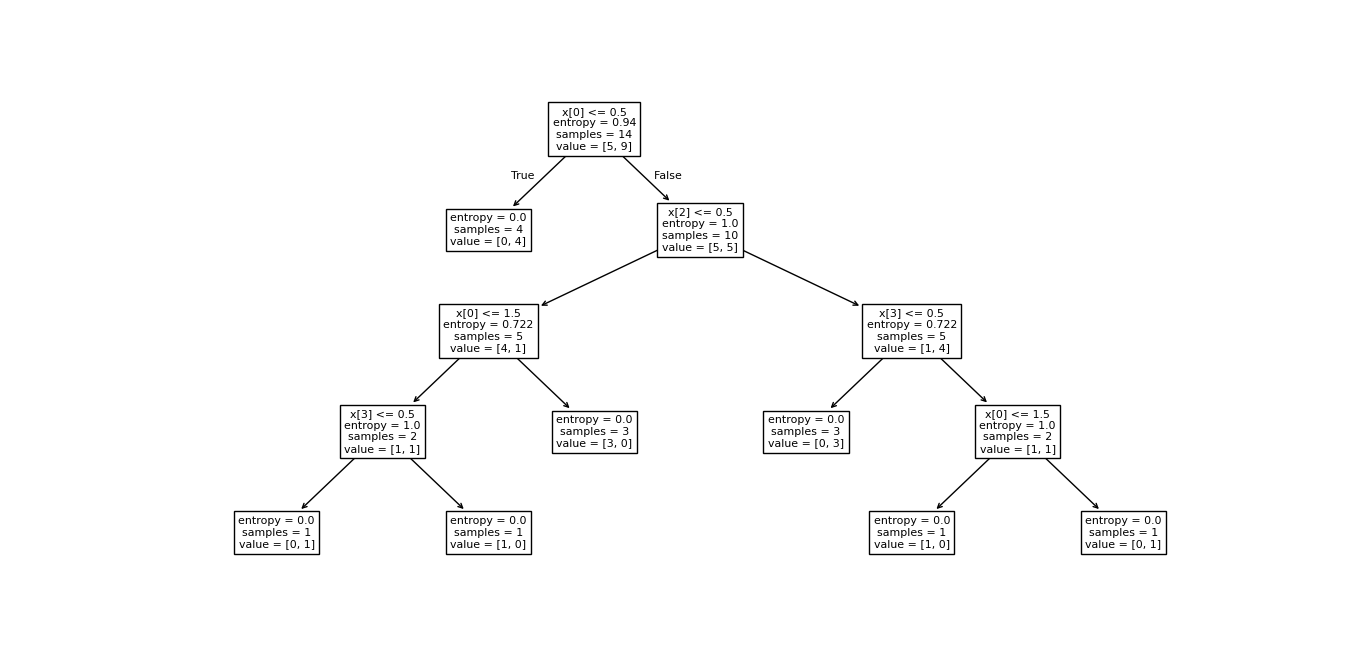 x[0] <= 0.5
entropy = 0.94
samples = 14
value = [5, 9]
True
False
entropy = 0.0
samples = 4
value = [0, 4]
x[2] <= 0.5
entropy = 1.0
samples = 10
value = [5, 5]
x[0] <= 1.5
entropy = 0.722
samples = 5
value = [4, 1]
x[3] <= 0.5
entropy = 0.722
samples = 5
value = [1, 4]
x[3] <= 0.5
entropy = 1.0
samples = 2
value = [1, 1]
entropy = 0.0
samples = 3
value = [3, 0]
entropy = 0.0
samples = 3
value = [0, 3]
x[0] <= 1.5
entropy = 1.0
samples = 2
value = [1, 1]
entropy = 0.0
samples = 1
value = [0, 1]
entropy = 0.0
samples = 1
value = [1, 0]
entropy = 0.0
samples = 1
value = [1, 0]
entropy = 0.0
samples = 1
value = [0, 1]